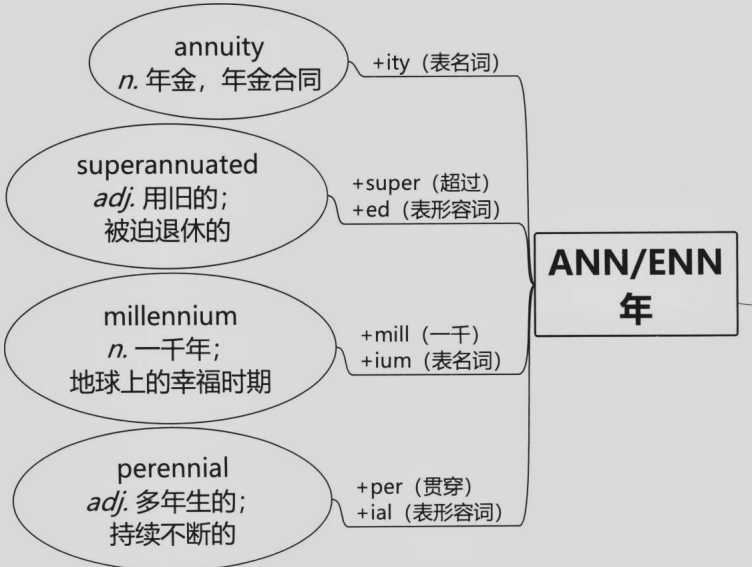 annuity
n. 年金，年金合同
+ity（表名词）
superannuated
adj. 用旧的；
被迫退休的
+super（超过）
+ed（表形容词）
ANN/ENN
年
millennium
n. 一千年；
地球上的幸福时期
+mill（一千）
+ium（表名词）
perennial
adj. 多年生的；
持续不断的
+per（贯穿）
+ial（表形容词）